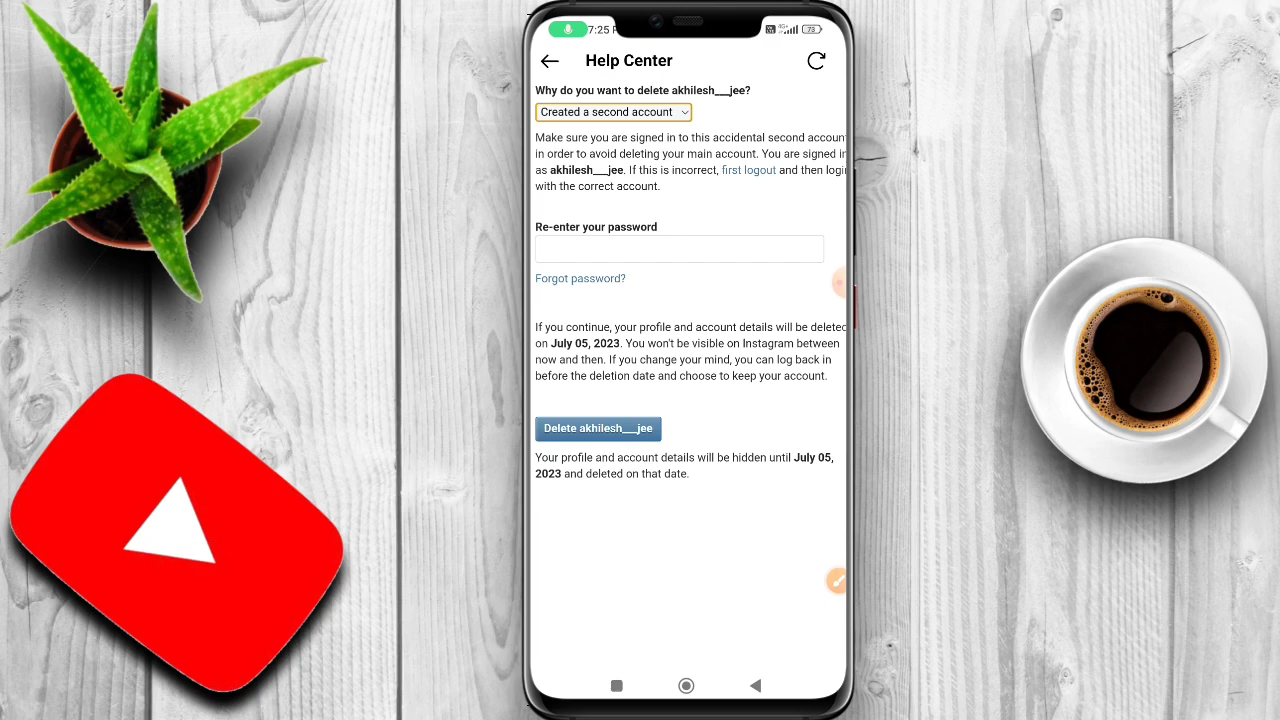 7:25
73
Help Center
Why do you want to delete akhilesh___jee?
Created a second account
Make sure you are signed in to this accidental second account
in order to avoid deleting your main account. You are signed in
as akhilesh___jee. If this is incorrect, first logout and then login
with the correct account.
Re-enter your password
Forgot password?
If you continue, your profile and account details will be deleted
on July 05, 2023. You won't be visible on Instagram between
now and then. If you change your mind, you can log back in
before the deletion date and choose to keep your account.
Delete akhilesh___jee
Your profile and account details will be hidden until July 05,
2023 and deleted on that date.